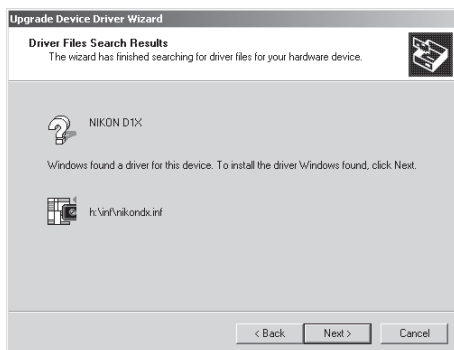 Upgrade Device Driver Wizard
Driver Files Search Results
The wizard has finished searching for driver files for your hardware device.
NIKON D1X
Windows found a driver for this device. To install the driver Windows found, click Next.
h:\inf\nikondx.inf
< Back
Next >
Cancel